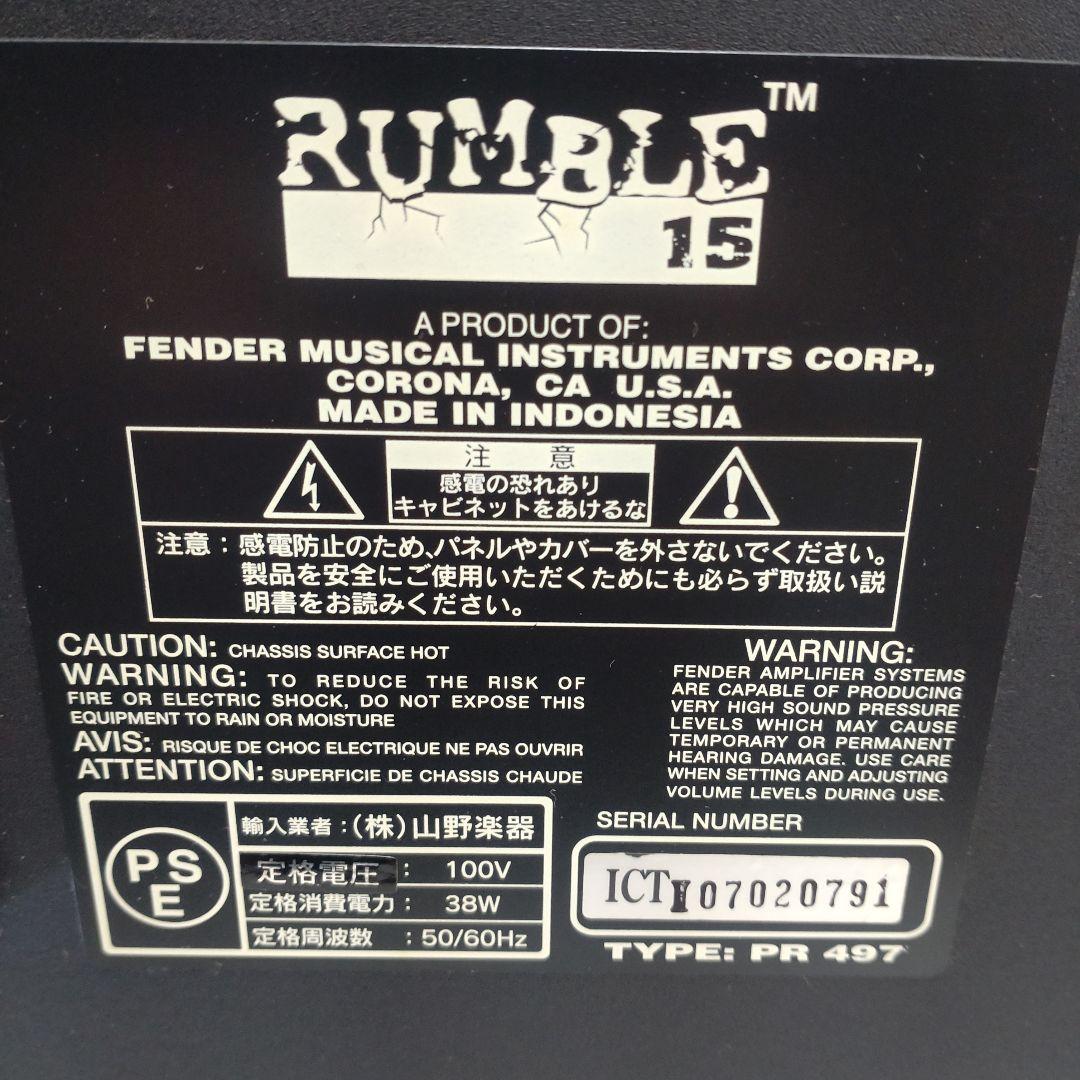 RUMBLE™
15
A PRODUCT OF:
FENDER MUSICAL INSTRUMENTS CORP.,
CORONA, CA U.S.A.
MADE IN INDONESIA
注 意
感電の恐れあり
キャビネットをあけるな
注意：感電防止のため、パネルやカバーを外さないでください。
製品を安全にご使用いただくためにも必らず取扱い説
明書をお読みください。
CAUTION: CHASSIS SURFACE HOT
WARNING: TO REDUCE THE RISK OF
FIRE OR ELECTRIC SHOCK, DO NOT EXPOSE THIS
EQUIPMENT TO RAIN OR MOISTURE
AVIS: RISQUE DE CHOC ELECTRIQUE NE PAS OUVRIR
ATTENTION: SUPERFICIE DE CHASSIS CHAUDE
WARNING:
FENDER AMPLIFIER SYSTEMS
ARE CAPABLE OF PRODUCING
VERY HIGH SOUND PRESSURE
LEVELS WHICH MAY CAUSE
TEMPORARY OR PERMANENT
HEARING DAMAGE. USE CARE
WHEN SETTING AND ADJUSTING
VOLUME LEVELS DURING USE.
PS
E
輸入業者：(株)山野楽器
定格電圧 : 100V
定格消費電力 : 38W
定格周波数 : 50/60Hz
SERIAL NUMBER
ICTI07020791
TYPE: PR 497